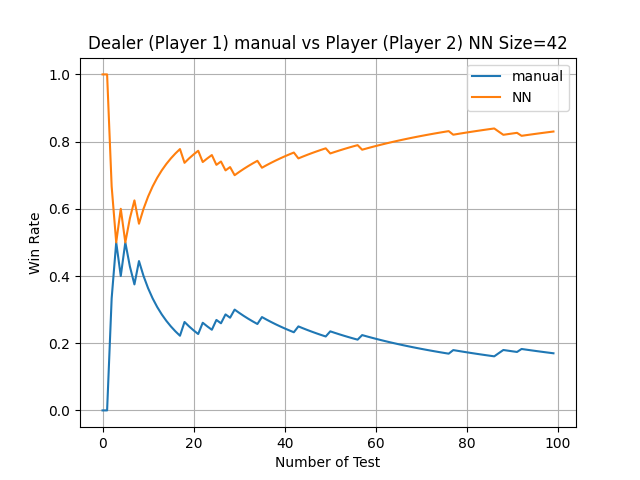 Dealer (Player 1) manual vs Player (Player 2) NN Size=42
manual
NN
1.0
0.8
0.6
0.4
0.2
0.0
Win Rate
0 20 40 60 80 100
Number of Test